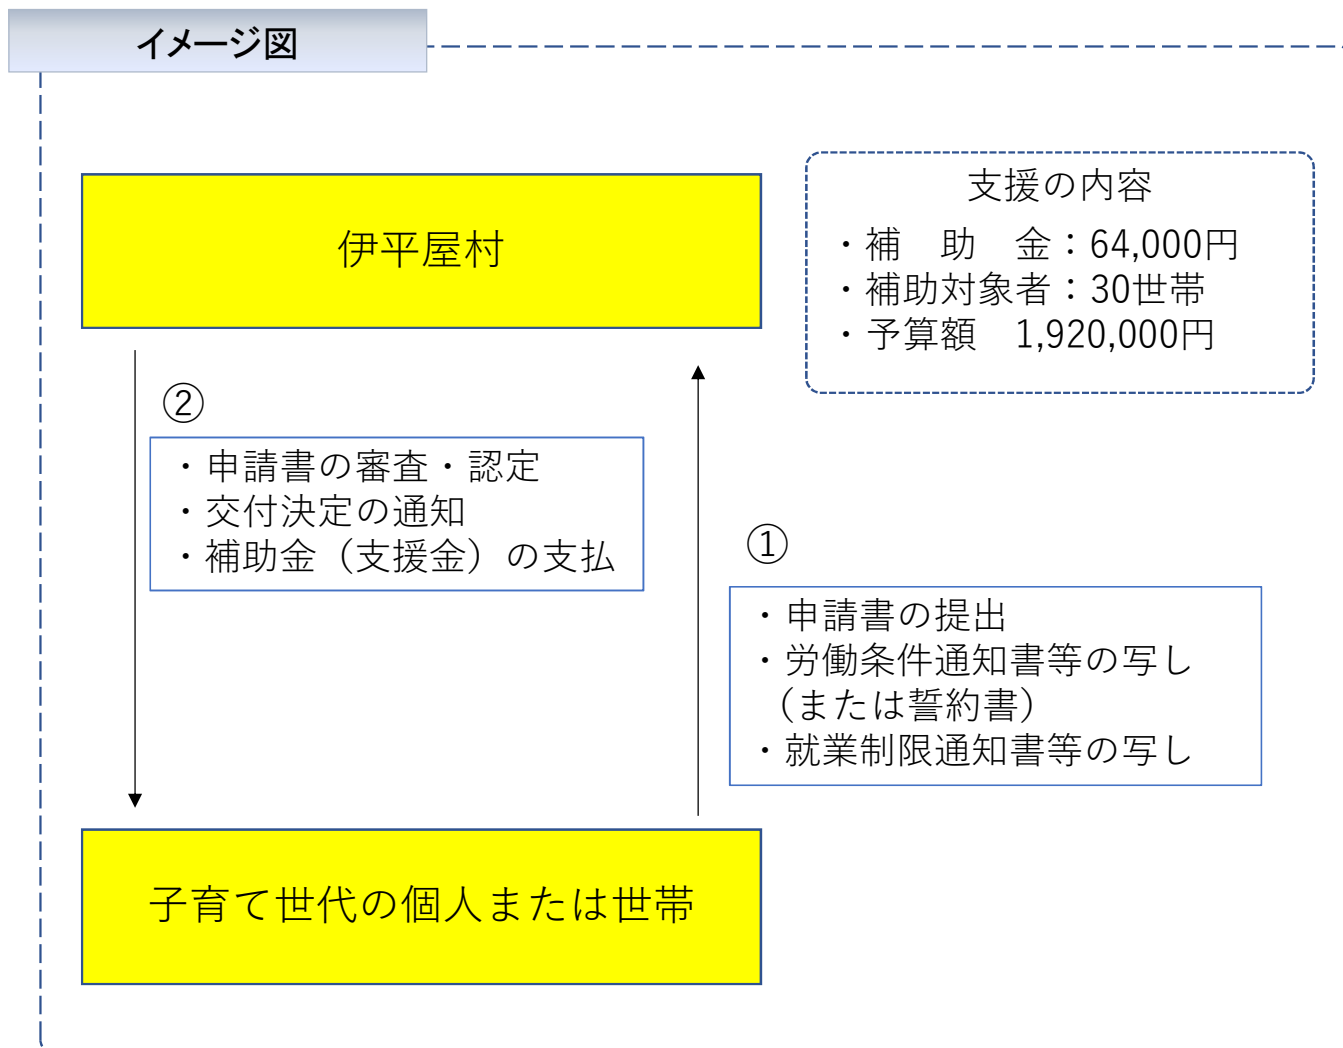 イメージ図
伊平屋村
支援の内容
・補　助　金：64,000円
・補助対象者：30世帯
・予算額　1,920,000円
②
・申請書の審査・認定
・交付決定の通知
・補助金（支援金）の支払
①
・申請書の提出
・労働条件通知書等の写し
（または誓約書）
・就業制限通知書等の写し
子育て世代の個人または世帯